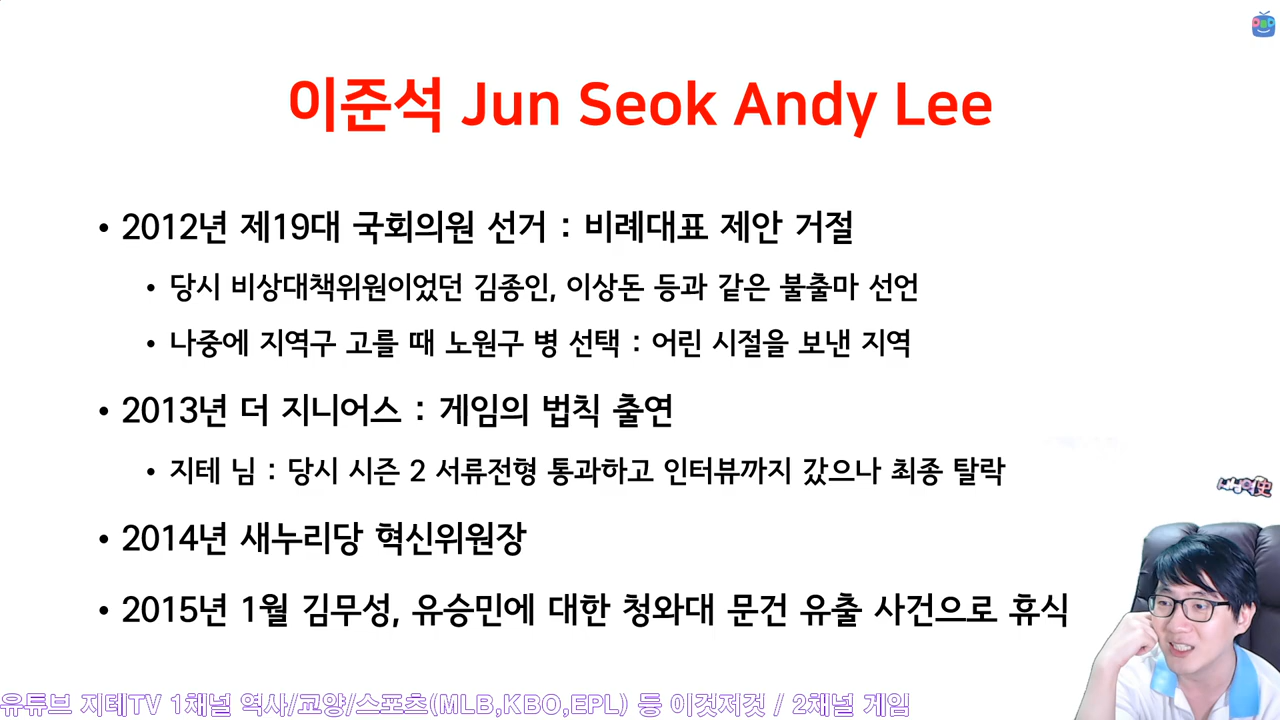 이준석 Jun Seok Andy Lee
• 2012년 제19대 국회의원 선거 : 비례대표 제안 거절
• 당시 비상대책위원이었던 김종인, 이상돈 등과 같은 불출마 선언
• 나중에 지역구 고를 때 노원구 병 선택 : 어린 시절을 보낸 지역
• 2013년 더 지니어스 : 게임의 법칙 출연
• 지테 님 : 당시 시즌 2 서류전형 통과하고 인터뷰까지 갔으나 최종 탈락
• 2014년 새누리당 혁신위원장
• 2015년 1월 김무성, 유승민에 대한 청와대 문건 유출 사건으로 휴식
유튜브 지테TV 1채널 역사/교양/스포츠(MLB,KBO,EPL) 등 이것저것 / 2채널 게임